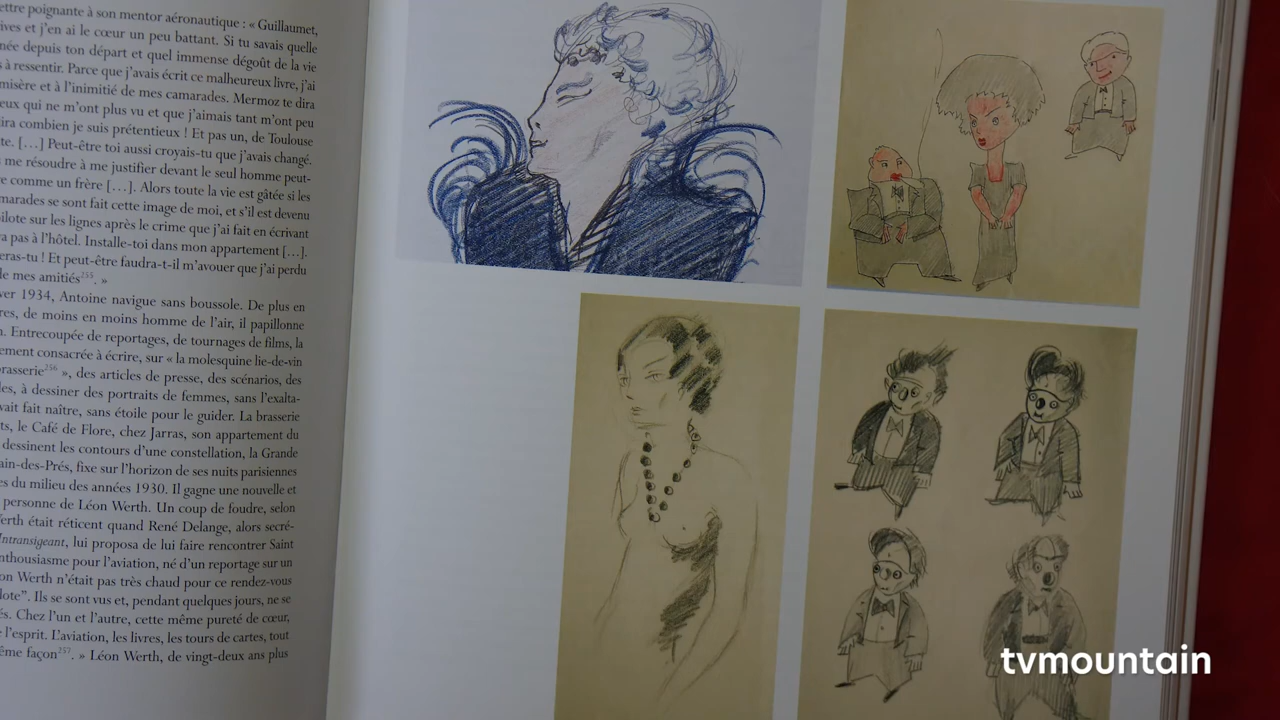 ettre poignante à son mentor aéronautique : « Guillaumet,
ives et j'en ai le cœur un peu battant. Si tu savais quelle
née depuis ton départ et quel immense dégoût de la vie
s à ressentir. Parce que j'avais écrit ce malheureux livre, j'ai
misère et à l'inimitié de mes camarades. Mermoz te dira
eux qui ne m'ont plus vu et que j'aimais tant m'ont peu
ira combien je suis prétentieux ! Et pas un, de Toulouse
te. […] Peut-être toi aussi croyais-tu que j'avais changé.
me résoudre à me justifier devant le seul homme peut-
re comme un frère […]. Alors toute la vie est gâtée si les
marades se sont fait cette image de moi, et s'il est devenu
pilote sur les lignes après le crime que j'ai fait en écrivant
va pas à l'hôtel. Installe-toi dans mon appartement […].
eras-tu ! Et peut-être faudra-t-il m'avouer que j'ai perdu
de mes amitiés255. »
ver 1934, Antoine navigue sans boussole. De plus en
res, de moins en moins homme de l'air, il papillonne
n. Entrecoupée de reportages, de tournages de films, la
ement consacrée à écrire, sur « la molesquine lie-de-vin
brasserie256 », des articles de presse, des scénarios, des
les, à dessiner des portraits de femmes, sans l'exalta-
vait fait naître, sans étoile pour le guider. La brasserie
ts, le Café de Flore, chez Jarras, son appartement du
dessinent les contours d'une constellation, la Grande
ain-des-Prés, fixe sur l'horizon de ses nuits parisiennes
es du milieu des années 1930. Il gagne une nouvelle et
personne de Léon Werth. Un coup de foudre, selon
Werth était réticent quand René Delange, alors secré-
Intransigeant, lui proposa de lui faire rencontrer Saint
nthousiasme pour l'aviation, né d'un reportage sur un
on Werth n'était pas très chaud pour ce rendez-vous
lote". Ils se sont vus et, pendant quelques jours, ne se
és. Chez l'un et l'autre, cette même pureté de cœur,
e l'esprit. L'aviation, les livres, les tours de cartes, tout
ême façon257. » Léon Werth, de vingt-deux ans plus
tvmountain